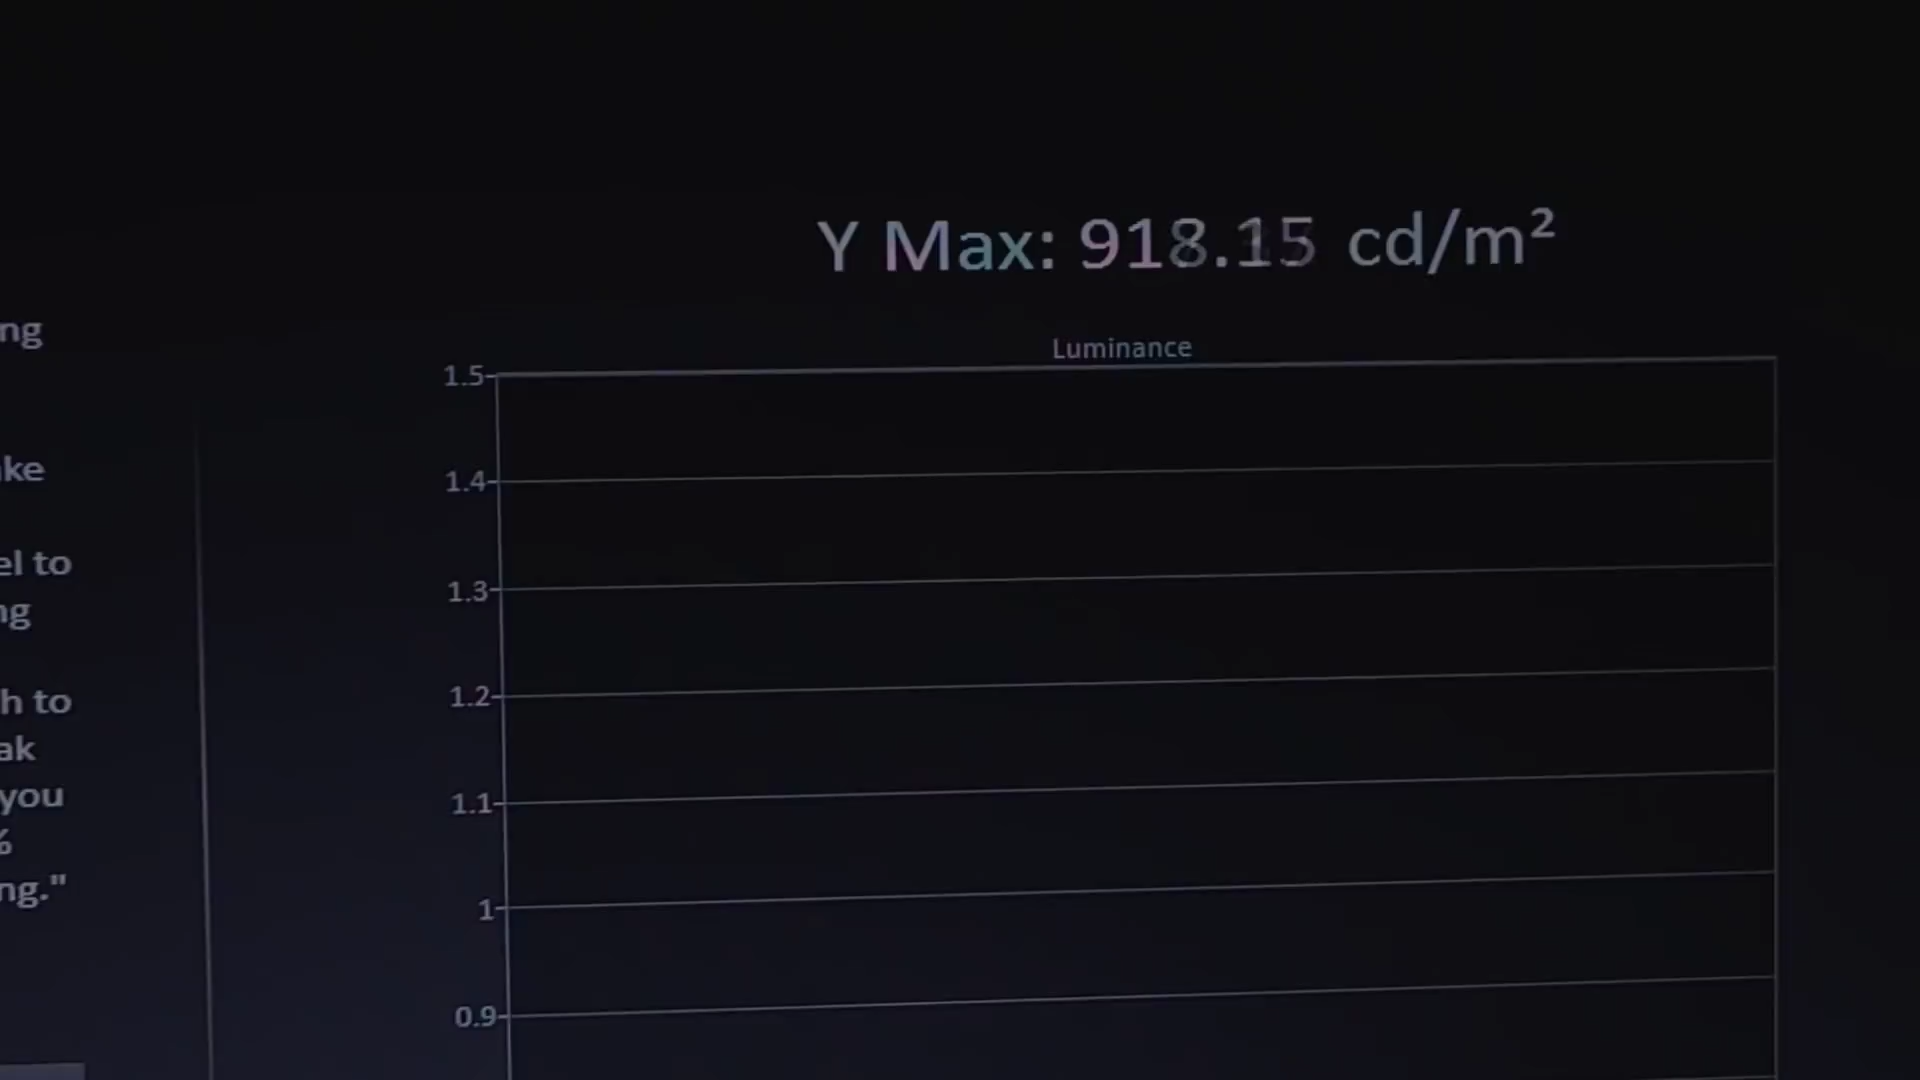 Y Max: 918.15 cd/m²
Luminance
1.5
1.4
1.3
1.2
1.1
1
0.9
ng
ke
el to
ng
h to
ak
you
%
ng."